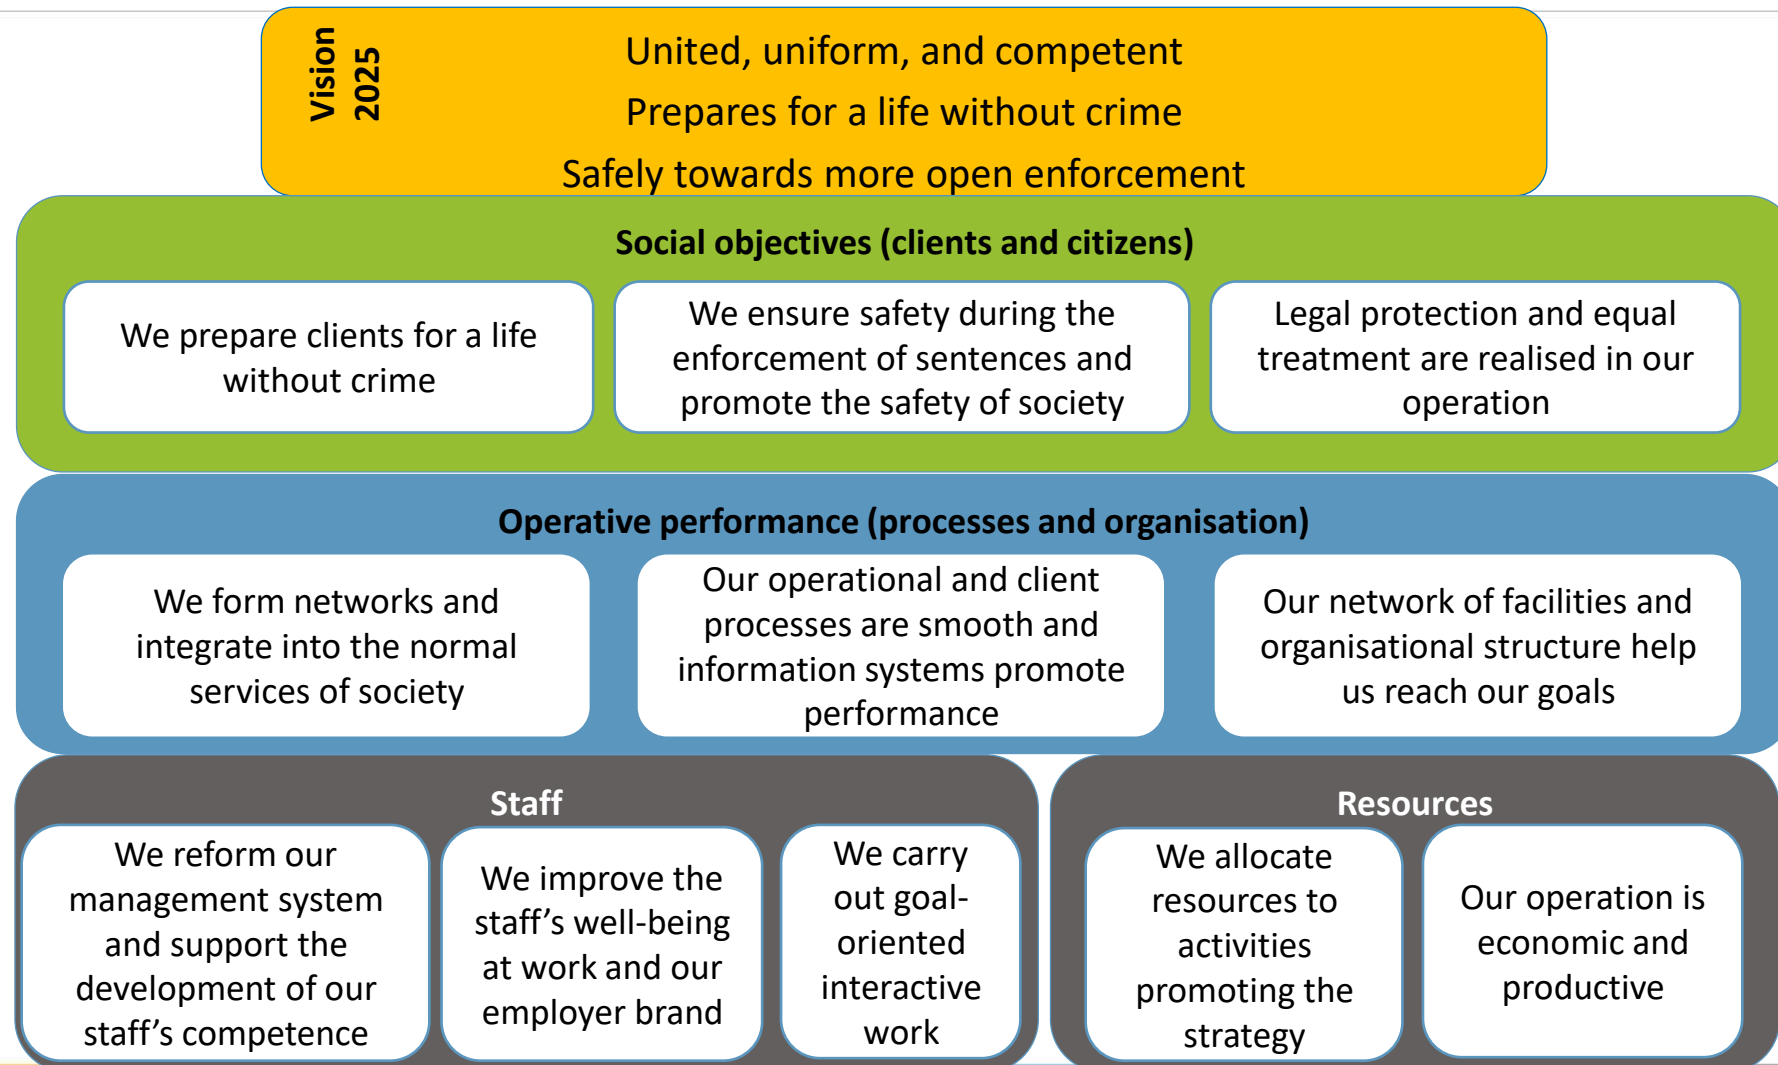 Vision
2025
United, uniform, and competent
Prepares for a life without crime
Safely towards more open enforcement
Social objectives (clients and citizens)
We prepare clients for a life
without crime
We ensure safety during the
enforcement of sentences and
promote the safety of society
Legal protection and equal
treatment are realised in our
operation
Operative performance (processes and organisation)
We form networks and
integrate into the normal
services of society
Our operational and client
processes are smooth and
information systems promote
performance
Our network of facilities and
organisational structure help
us reach our goals
Staff
We reform our
management system
and support the
development of our
staff’s competence
We improve the
staff’s well-being
at work and our
employer brand
We carry
out goal-
oriented
interactive
work
Resources
We allocate
resources to
activities
promoting the
strategy
Our operation is
economic and
productive